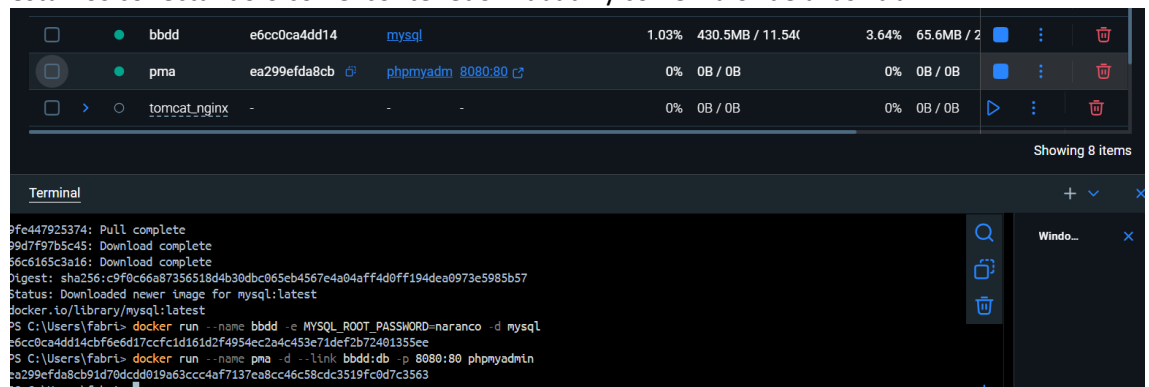 bbdd e6cc0ca4dd14 mysql 1.03% 430.5MB / 11.54( 3.64% 65.6MB / 2
pma ea299efda8cb phpmyadm 8080:80 0% 0B / 0B 0% 0B / 0B
tomcat_nginx - - - 0% 0B / 0B 0% 0B / 0B
Showing 8 items
Terminal
Windo...
9fe447925374: Pull complete
99d7f97b5c45: Download complete
66c6165c3a16: Download complete
Digest: sha256:c9f0c66a87356518d4b30dbc065eb4567e4a04aff4d0ff194dea0973e5985b57
Status: Downloaded newer image for mysql:latest
docker.io/library/mysql:latest
PS C:\Users\fabri> docker run --name bbdd -e MYSQL_ROOT_PASSWORD=naranco -d mysql
e6cc0ca4dd14cbf6e6d17ccfc1d161d2f4954ec2a4c453e71def2b72401355ee
PS C:\Users\fabri> docker run --name pma -d --link bbdd:db -p 8080:80 phpmyadmin
ea299efda8cb91d70dcdd019a63ccc4af7137ea8cc46c58cdc3519fc0d7c3563